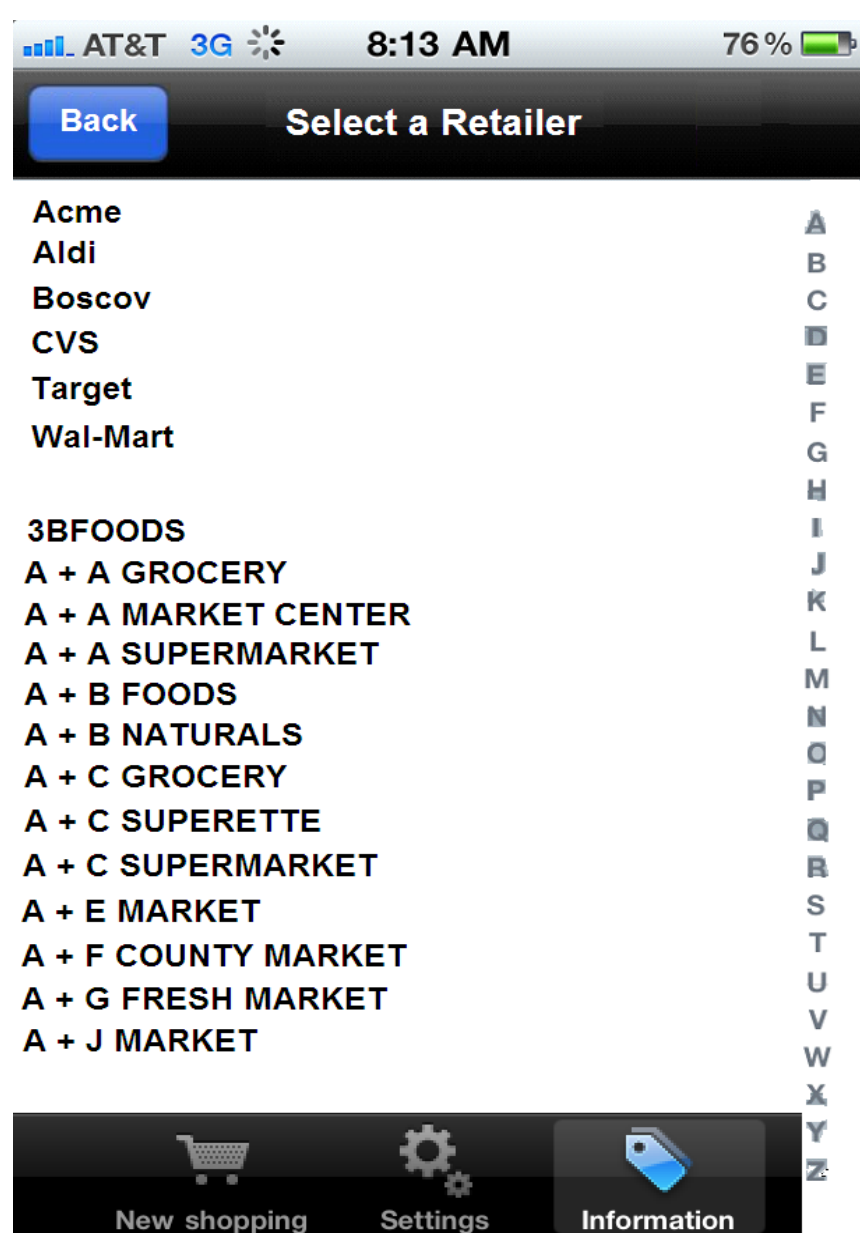 AT&T 3G 8:13 AM 76%
Back Select a Retailer
Acme
Aldi
Boscov
CVS
Target
Wal-Mart
3BFOODS
A + A GROCERY
A + A MARKET CENTER
A + A SUPERMARKET
A + B FOODS
A + B NATURALS
A + C GROCERY
A + C SUPERETTE
A + C SUPERMARKET
A + E MARKET
A + F COUNTY MARKET
A + G FRESH MARKET
A + J MARKET
A
B
C
D
E
F
G
H
I
J
K
L
M
N
O
P
Q
R
S
T
U
V
W
X
Y
Z
New shopping Settings Information